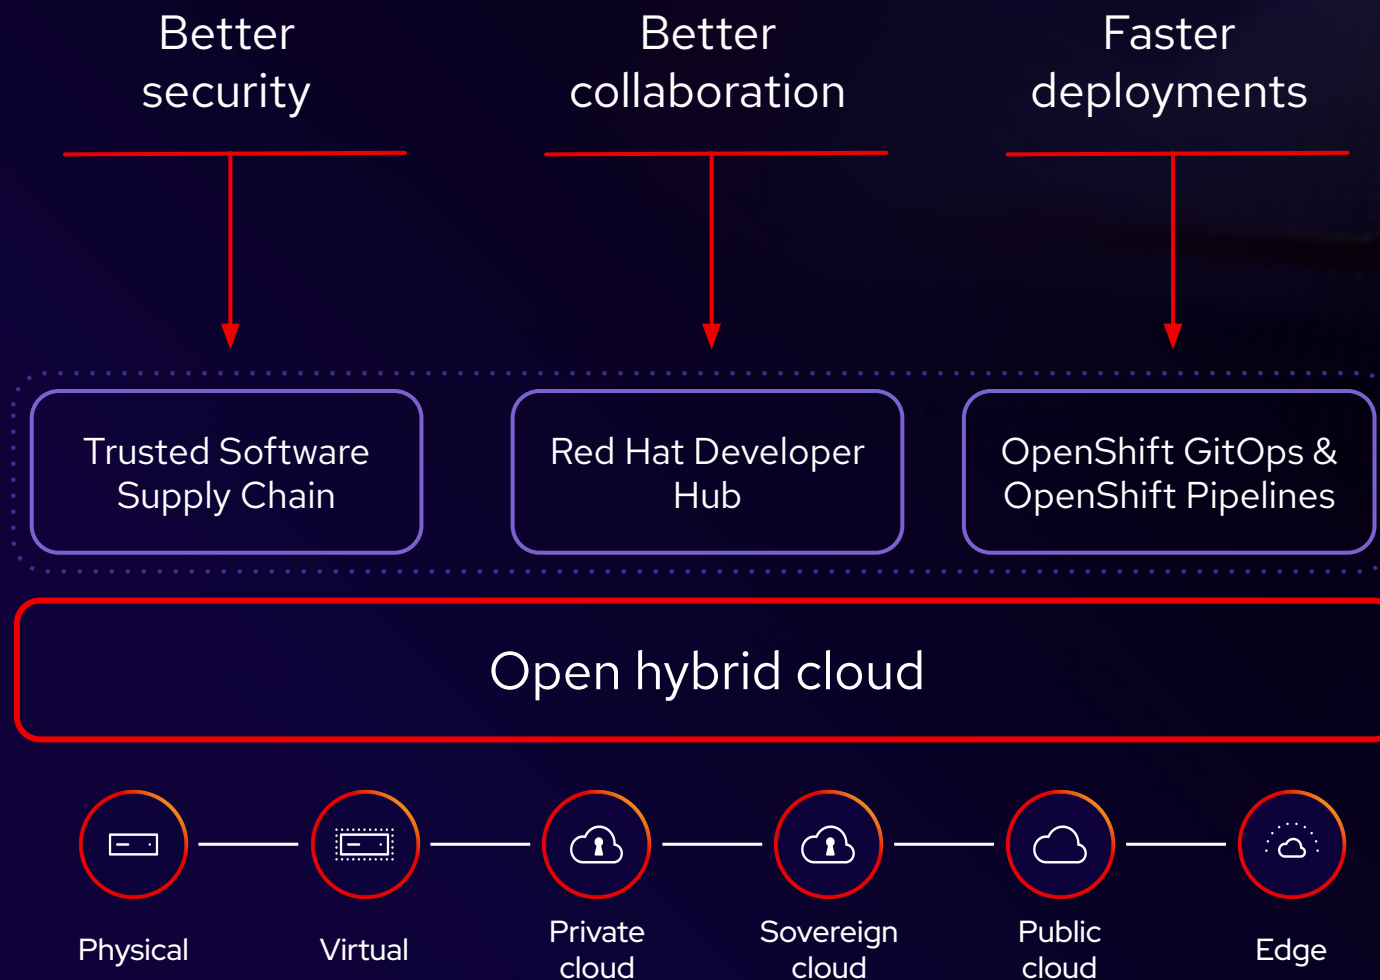 Better
security
Better
collaboration
Faster
deployments
Trusted Software
Supply Chain
Red Hat Developer
Hub
OpenShift GitOps &
OpenShift Pipelines
Open hybrid cloud
Physical
Virtual
Private
cloud
Sovereign
cloud
Public
cloud
Edge